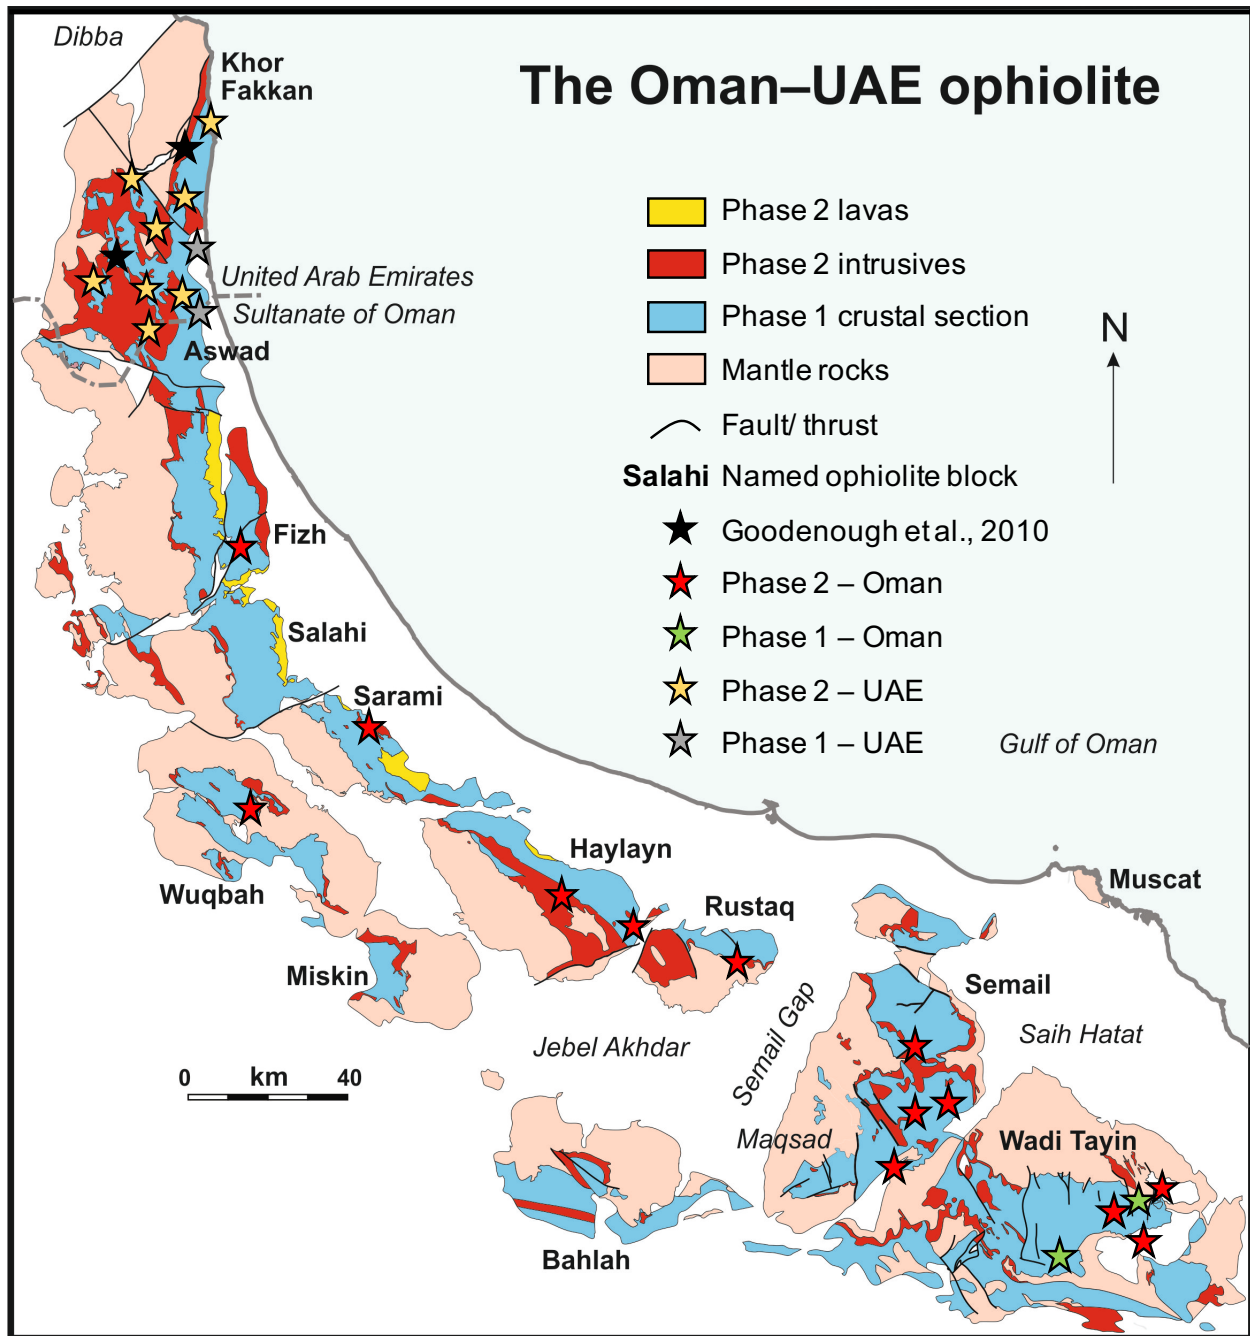 Dibba
Khor
Fakkan
The Oman–UAE ophiolite
Phase 2 lavas
Phase 2 intrusives
United Arab Emirates
Sultanate of Oman
Phase 1 crustal section
N
Aswad
Mantle rocks
Fault/ thrust
Salahi Named ophiolite block
Goodenough et al., 2010
Fizh
Phase 2 – Oman
Salahi
Phase 1 – Oman
Sarami
Phase 2 – UAE
Phase 1 – UAE
Gulf of Oman
Haylayn
Wuqbah
Rustaq
Muscat
Miskin
Semail
Semail Gap
Jebel Akhdar
Saih Hatat
0 km 40
Maqsad
Wadi Tayin
Bahlah